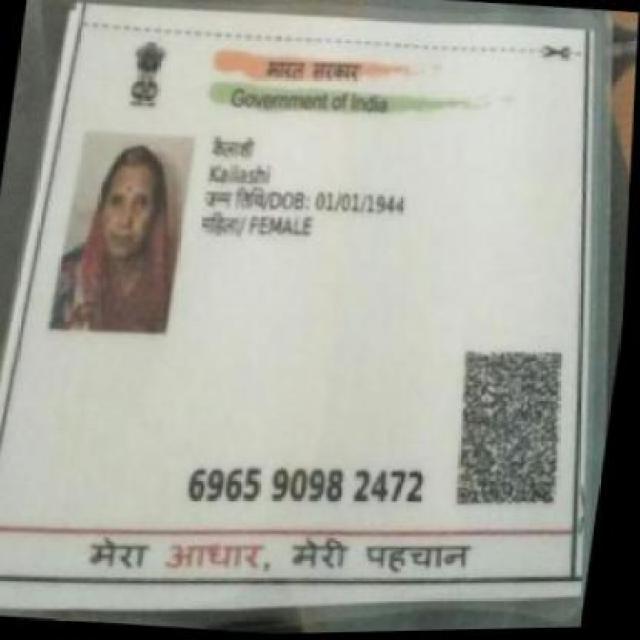 भारत सरकार
Government of India
कैलाशी
Kailashi
जन्म तिथि/DOB: 01/01/1944
महिला/ FEMALE
6965 9098 2472
मेरा आधार, मेरी पहचान